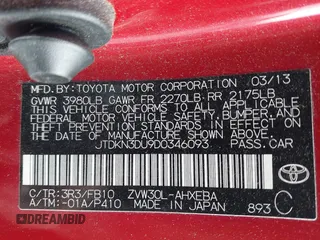 MFD.BY:TOYOTA MOTOR CORPORATION 03/13
GVWR 3980LB GAWR FR 2270LB RR 2175LB
THIS VEHICLE CONFORMS TO ALL APPLICABLE
FEDERAL MOTOR VEHICLE SAFETY, BUMPER, AND
THEFT PREVENTION STANDARDS IN EFFECT ON
THE DATE OF MANUFACTURE SHOWN ABOVE.
JTDKN3DU9D0346093
PASSENGER CAR
C/TR:3R3/FB10 ZVW30L-AHXEBA
A/TM:-01A/P410 MADE IN JAPAN 893 C
TOYOTA